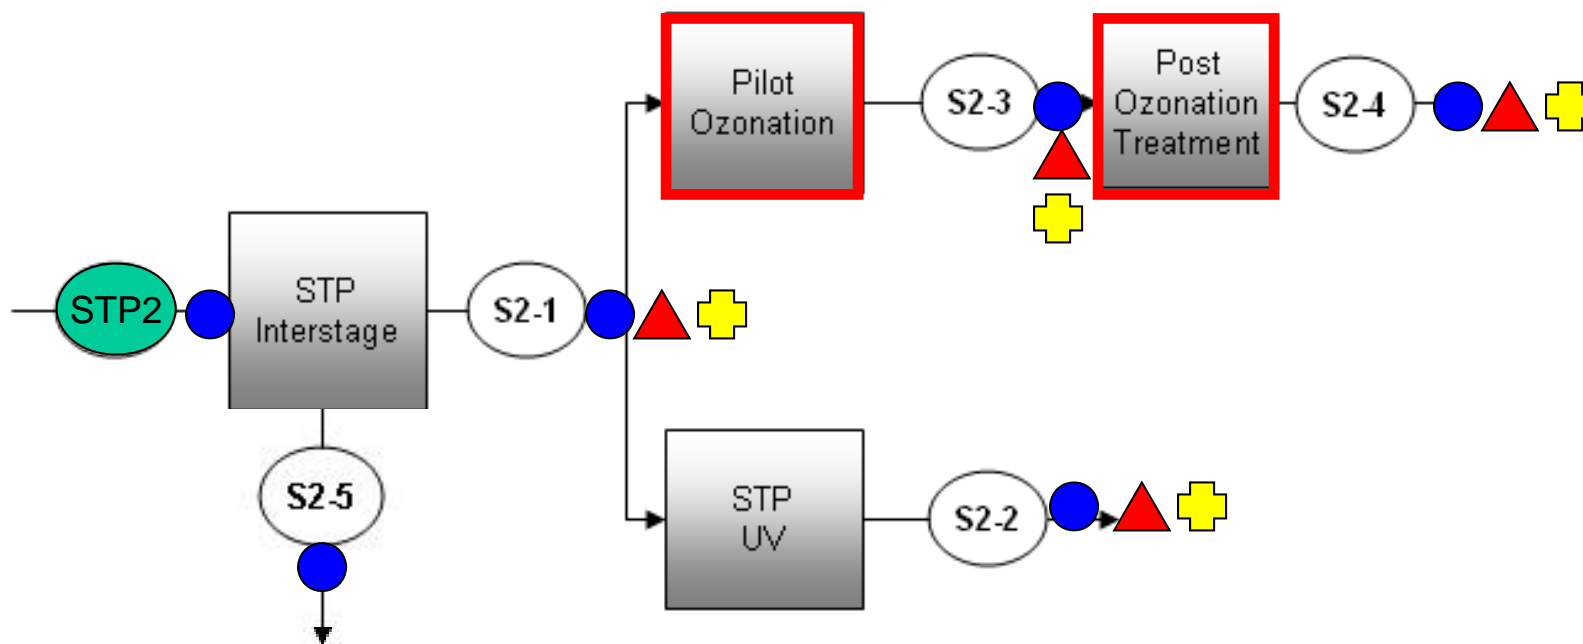 Pilot
Ozonation
S2-3
Post
Ozonation
Treatment
S2-4
STP2
STP
Interstage
S2-1
S2-5
STP
UV
S2-2